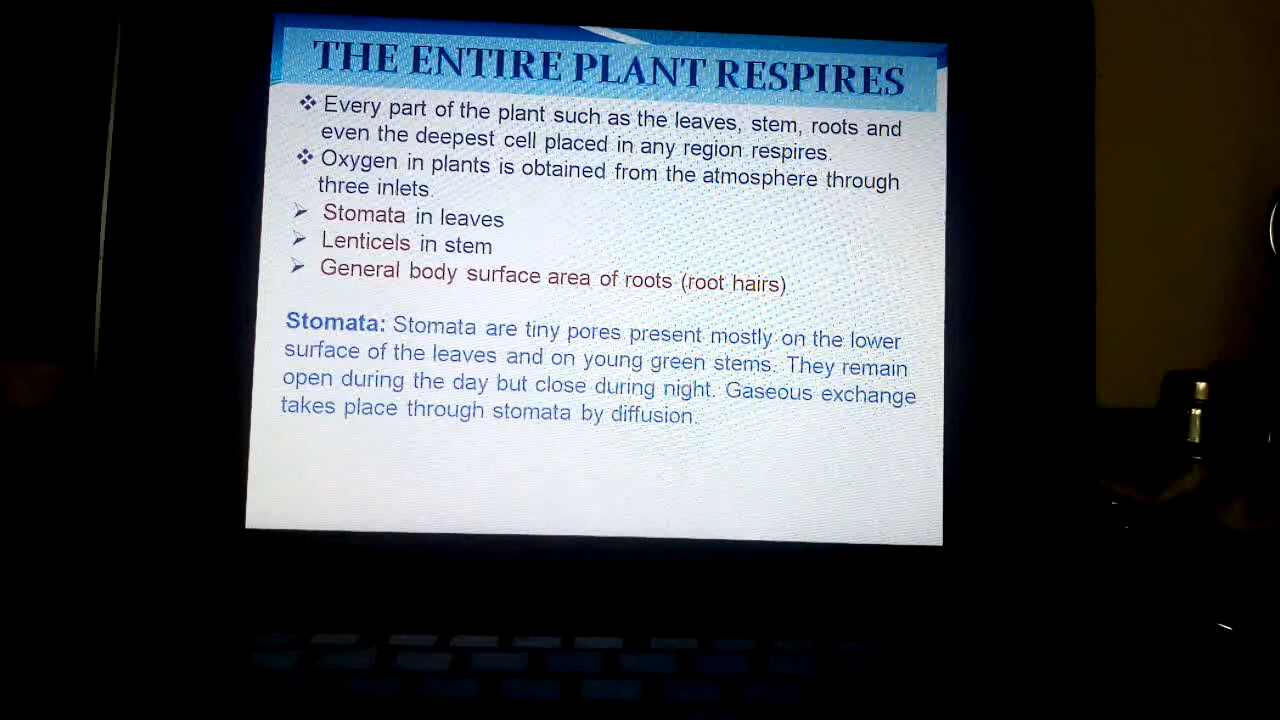 THE ENTIRE PLANT RESPIRES
❖ Every part of the plant such as the leaves, stem, roots and
even the deepest cell placed in any region respires.
❖ Oxygen in plants is obtained from the atmosphere through
three inlets.
➢ Stomata in leaves
➢ Lenticels in stem
➢ General body surface area of roots (root hairs)
Stomata: Stomata are tiny pores present mostly on the lower
surface of the leaves and on young green stems. They remain
open during the day but close during night. Gaseous exchange
takes place through stomata by diffusion.